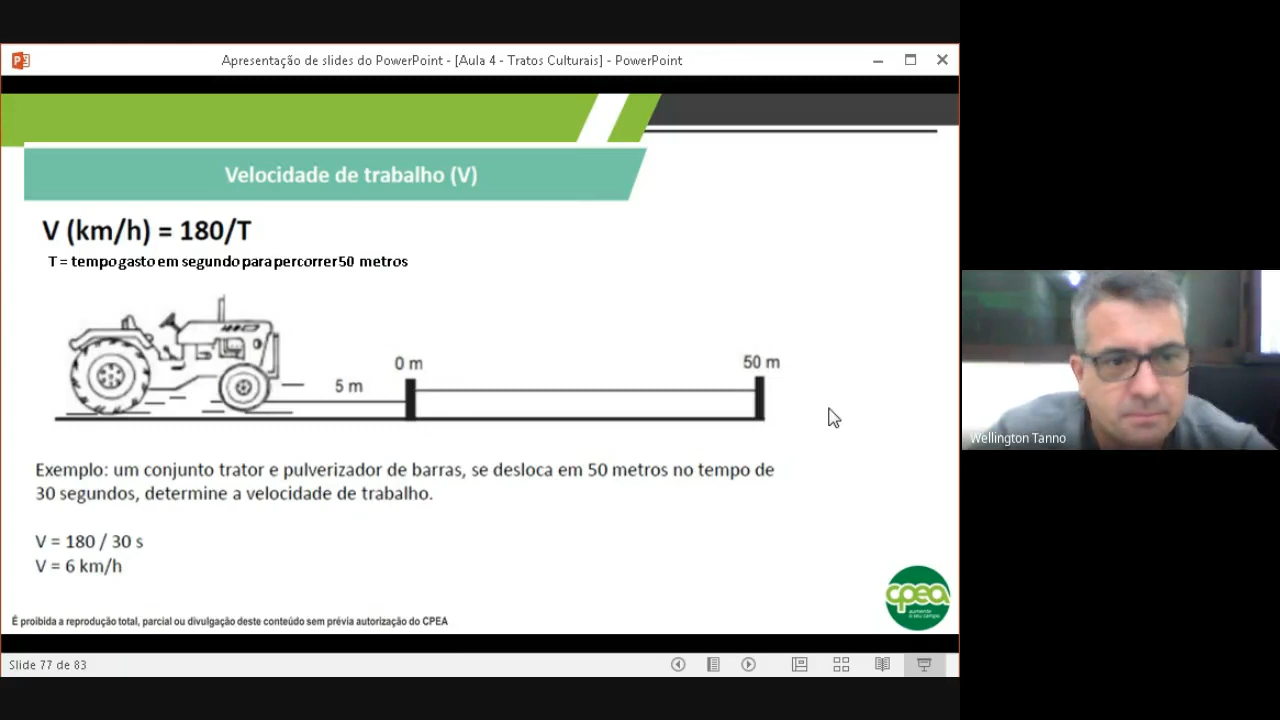 Apresentação de slides do PowerPoint - [Aula 4 - Tratos Culturais] - PowerPoint
Velocidade de trabalho (V)
V (km/h) = 180/T
T = tempo gasto em segundo para percorrer 50 metros
0 m
50 m
5 m
Exemplo: um conjunto trator e pulverizador de barras, se desloca em 50 metros no tempo de
30 segundos, determine a velocidade de trabalho.
V = 180 / 30 s
V = 6 km/h
cpea
aumente
o seu campo
É proibida a reprodução total, parcial ou divulgação deste conteúdo sem prévia autorização do CPEA
Slide 77 de 83
Wellington Tanno